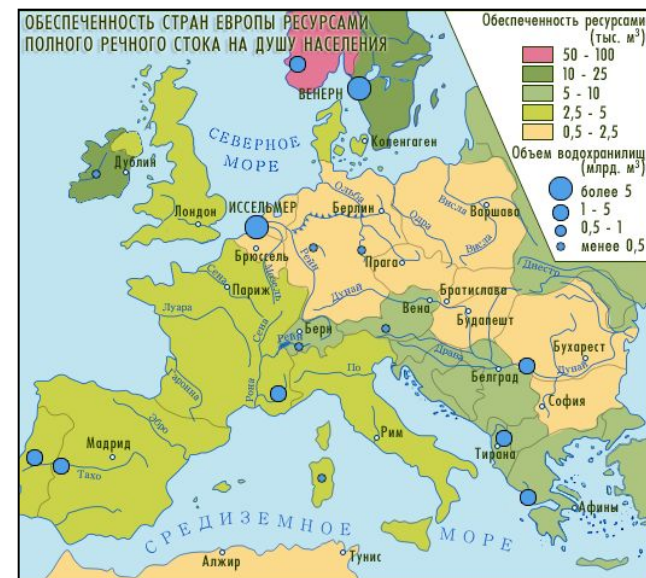 ОБЕСПЕЧЕННОСТЬ СТРАН ЕВРОПЫ РЕСУРСАМИ
ПОЛНОГО РЕЧНОГО СТОКА НА ДУШУ НАСЕЛЕНИЯ
Обеспеченность ресурсами
(тыс. м³)
50 - 100
10 - 25
5 - 10
2,5 - 5
0,5 - 2,5
Объем водохранилищ
(млрд. м³)
более 5
1 - 5
0,5 - 1
менее 0,5
ВЕНЕРН
СЕВЕРНОЕ
МОРЕ
Копенгаген
Дублин
Лондон
ИССЕЛЬМЕР
Эльба
Берлин
Одра
Висла
Варшава
Висла
Брюссель
Рейн
Прага
Днестр
Сена
Париж
Мозель
Дунай
Братислава
Вена
Будапешт
Луара
Сена
Берн
Рейн
Драва
Бухарест
Дунай
Белград
Гаронна
Рона
По
София
Эбро
Мадрид
Рим
Тирана
Тахо
Афины
СРЕДИЗЕМНОЕ
МОРЕ
Алжир
Тунис